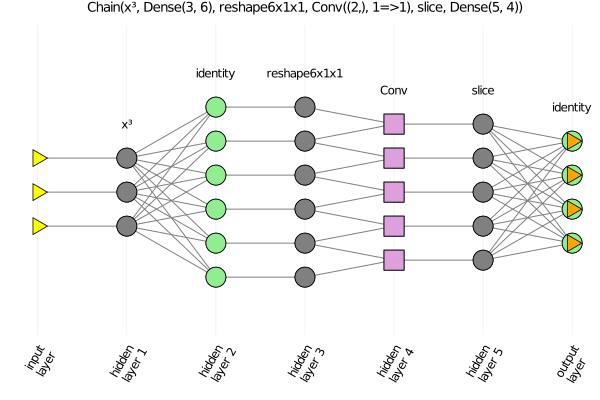 Chain(x³, Dense(3, 6), reshape6x1x1, Conv((2,), 1=>1), slice, Dense(5, 4))
identity
reshape6x1x1
Conv
slice
identity
x³
input
layer
hidden
layer 1
hidden
layer 2
hidden
layer 3
hidden
layer 4
hidden
layer 5
output
layer